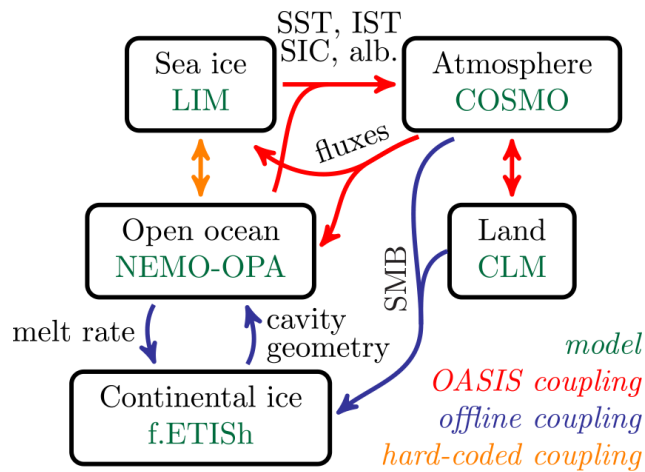 SST, IST
SIC, alb.
Sea ice
LIM
Atmosphere
COSMO
fluxes
Open ocean
NEMO-OPA
Land
CLM
SMB
melt rate
cavity
geometry
Continental ice
f.ETISh
model
OASIS coupling
offline coupling
hard-coded coupling